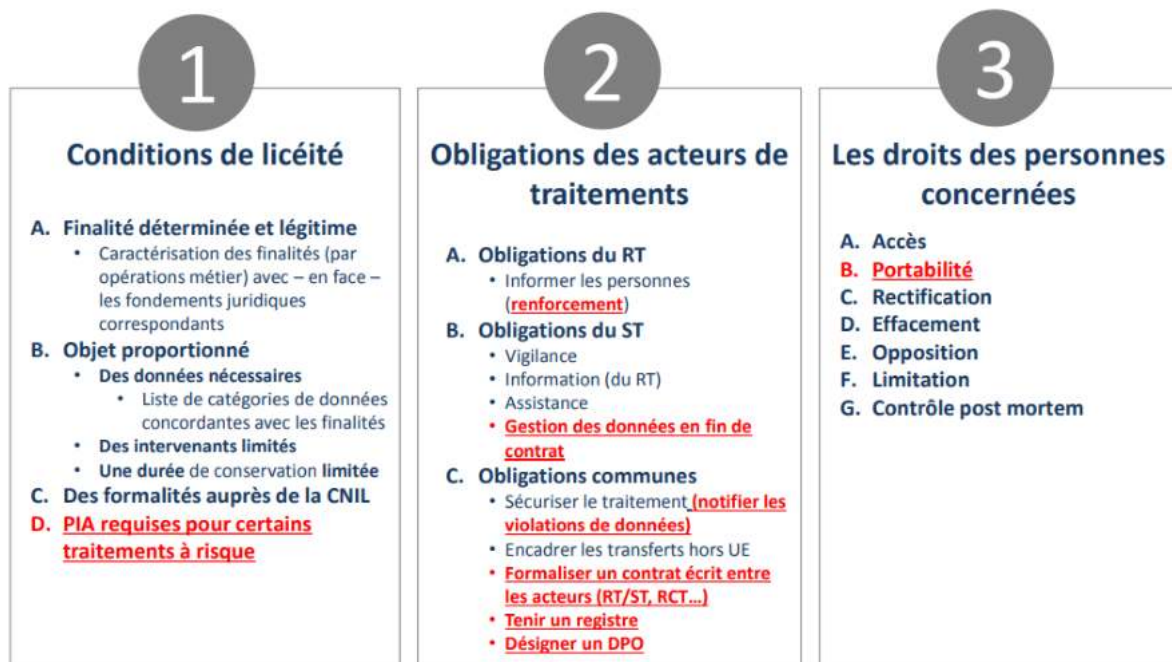 1
Conditions de licéité
A. Finalité déterminée et légitime
• Caractérisation des finalités (par
opérations métier) avec – en face –
les fondements juridiques
correspondants
B. Objet proportionné
• Des données nécessaires
• Liste de catégories de données
concordantes avec les finalités
• Des intervenants limités
• Une durée de conservation limitée
C. Des formalités auprès de la CNIL
D. PIA requises pour certains
traitements à risque
2
Obligations des acteurs de
traitements
A. Obligations du RT
• Informer les personnes
(renforcement)
B. Obligations du ST
• Vigilance
• Information (du RT)
• Assistance
• Gestion des données en fin de
contrat
C. Obligations communes
• Sécuriser le traitement (notifier les
violations de données)
• Encadrer les transferts hors UE
• Formaliser un contrat écrit entre
les acteurs (RT/ST, RCT...)
• Tenir un registre
• Désigner un DPO
3
Les droits des personnes
concernées
A. Accès
B. Portabilité
C. Rectification
D. Effacement
E. Opposition
F. Limitation
G. Contrôle post mortem